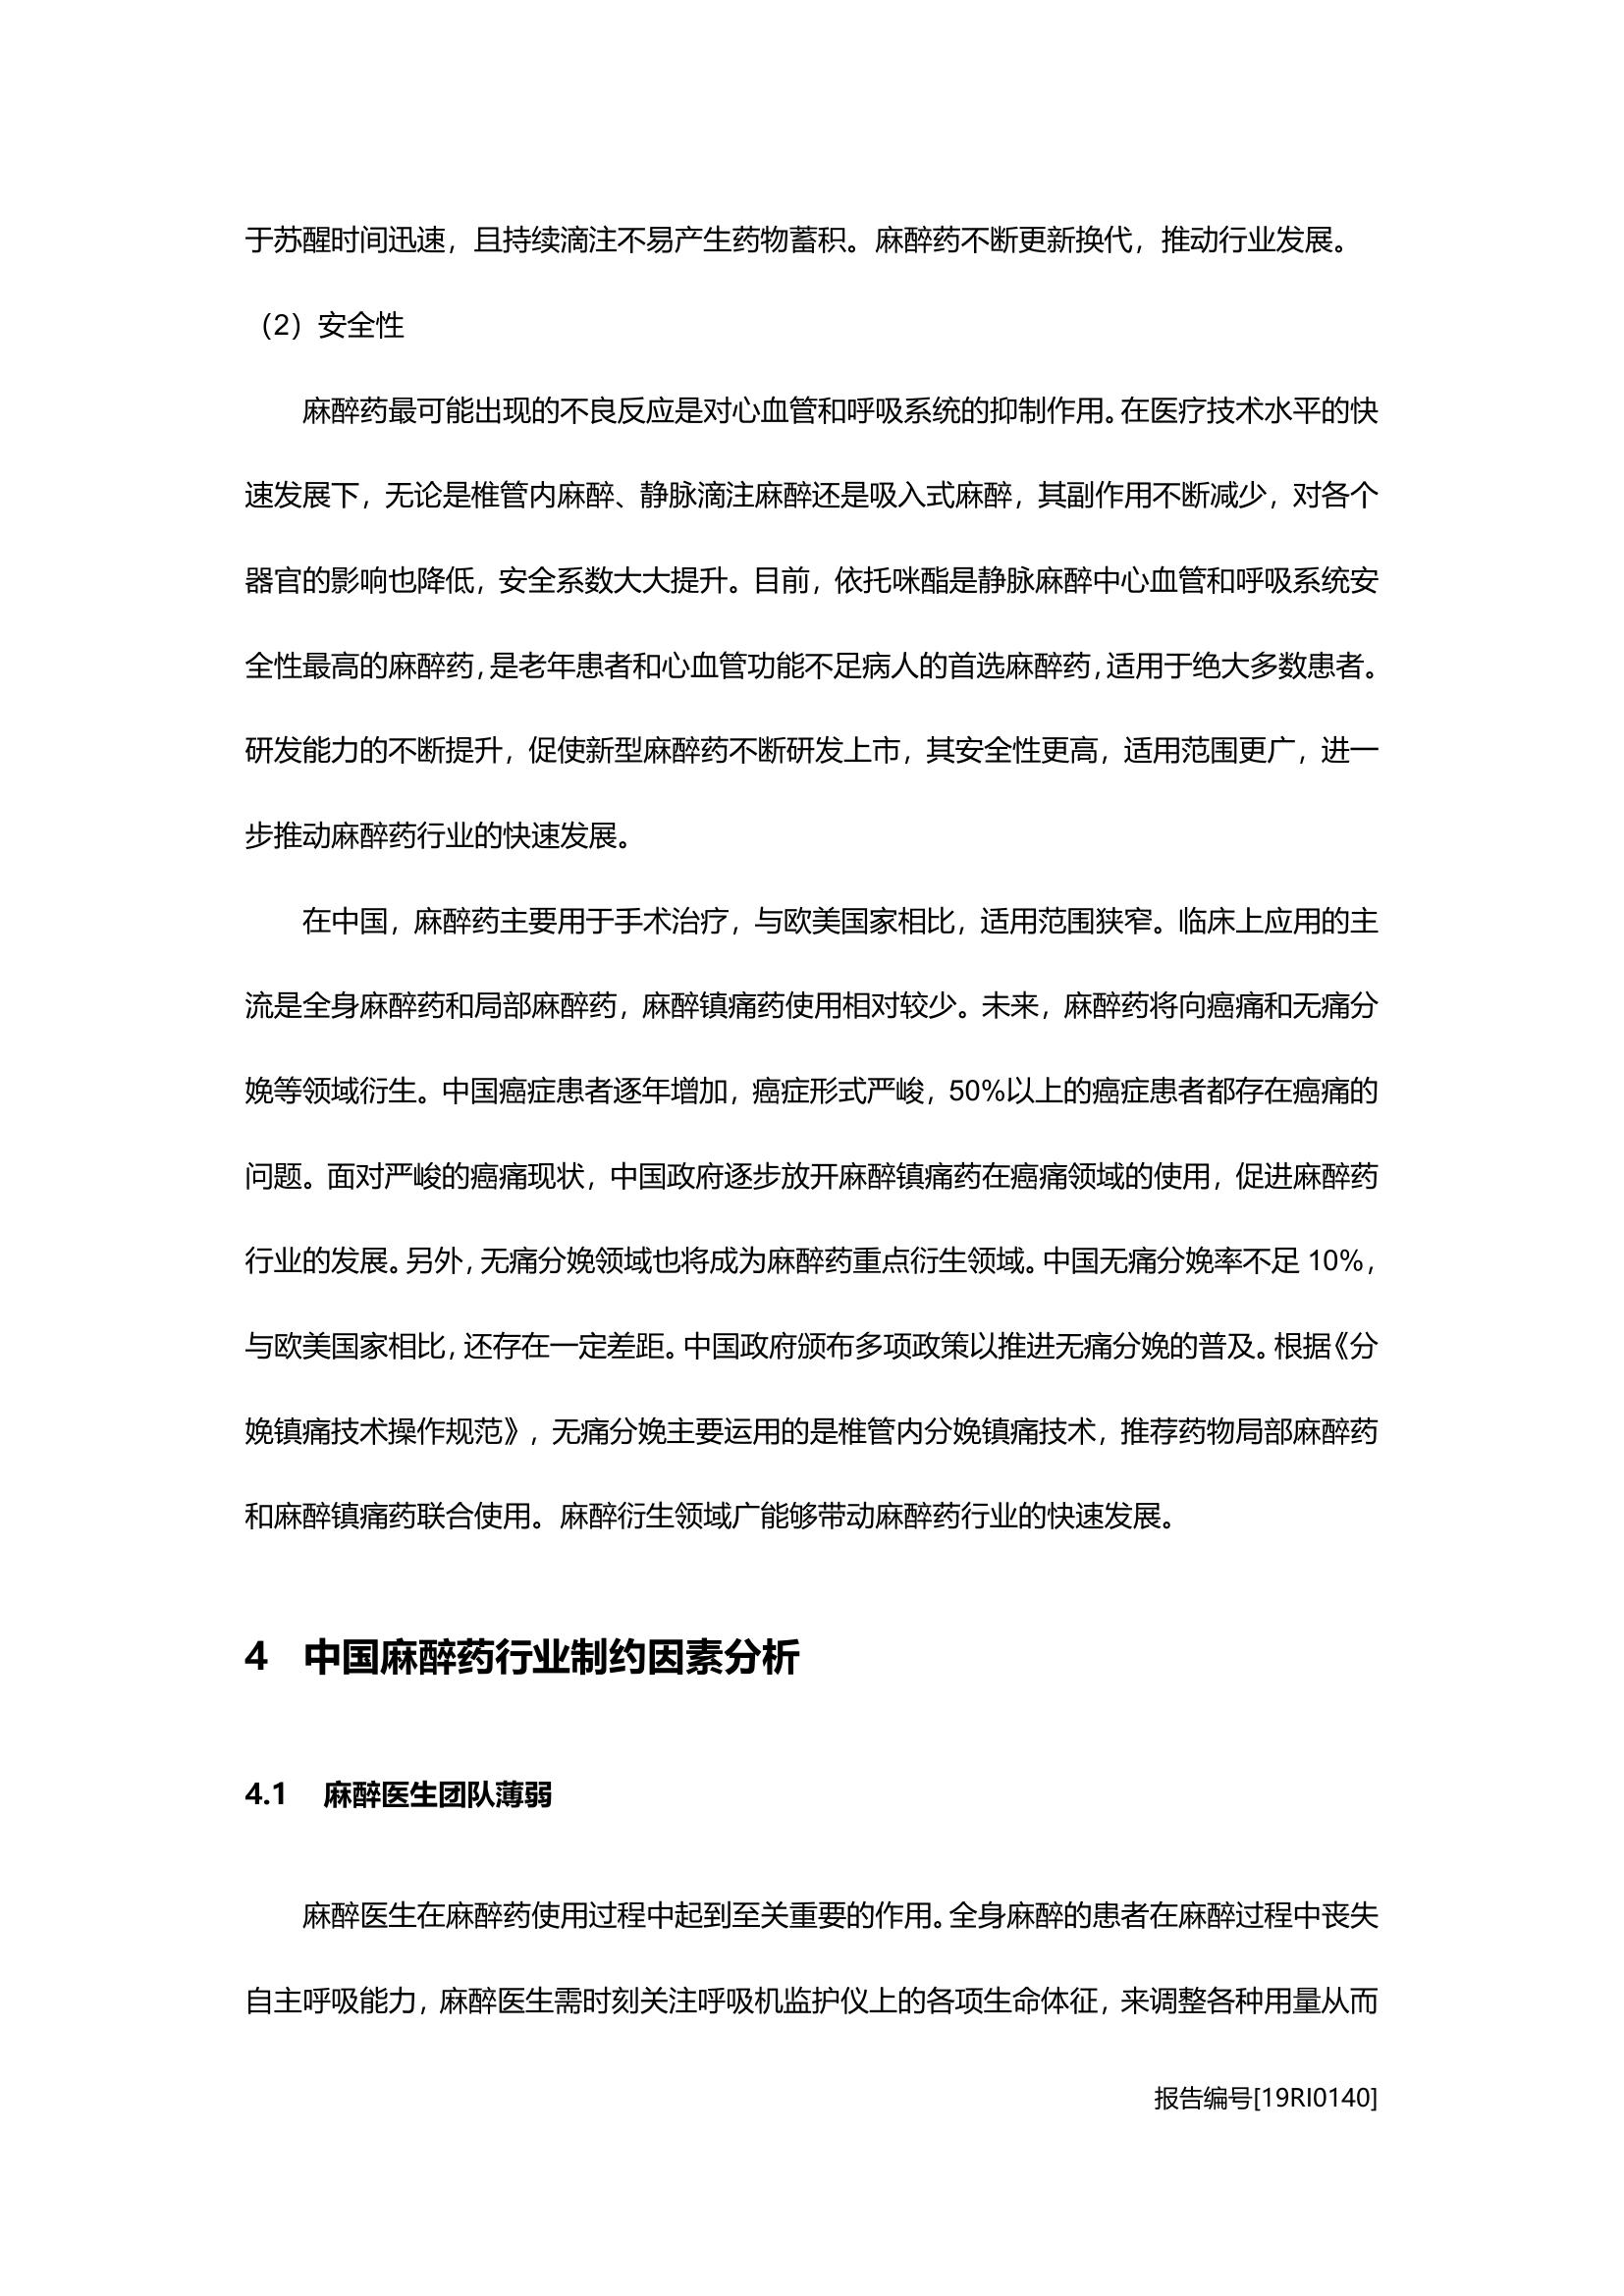 于苏醒时间迅速，且持续滴注不易产生药物蓄积。麻醉药不断更新换代，推动行业发展。
（2）安全性
麻醉药最可能出现的不良反应是对心血管和呼吸系统的抑制作用。在医疗技术水平的快
速发展下，无论是椎管内麻醉、静脉滴注麻醉还是吸入式麻醉，其副作用不断减少，对各个
器官的影响也降低，安全系数大大提升。目前，依托咪酯是静脉麻醉中心血管和呼吸系统安
全性最高的麻醉药，是老年患者和心血管功能不足病人的首选麻醉药，适用于绝大多数患者。
研发能力的不断提升，促使新型麻醉药不断研发上市，其安全性更高，适用范围更广，进一
步推动麻醉药行业的快速发展。
在中国，麻醉药主要用于手术治疗，与欧美国家相比，适用范围狭窄。临床上应用的主
流是全身麻醉药和局部麻醉药，麻醉镇痛药使用相对较少。未来，麻醉药将向癌痛和无痛分
娩等领域衍生。中国癌症患者逐年增加，癌症形式严峻，50%以上的癌症患者都存在癌痛的
问题。面对严峻的癌痛现状，中国政府逐步放开麻醉镇痛药在癌痛领域的使用，促进麻醉药
行业的发展。另外，无痛分娩领域也将成为麻醉药重点衍生领域。中国无痛分娩率不足 10%，
与欧美国家相比，还存在一定差距。中国政府颁布多项政策以推进无痛分娩的普及。根据《分
娩镇痛技术操作规范》，无痛分娩主要运用的是椎管内分娩镇痛技术，推荐药物局部麻醉药
和麻醉镇痛药联合使用。麻醉衍生领域广能够带动麻醉药行业的快速发展。
4 中国麻醉药行业制约因素分析
4.1 麻醉医生团队薄弱
麻醉医生在麻醉药使用过程中起到至关重要的作用。全身麻醉的患者在麻醉过程中丧失
自主呼吸能力，麻醉医生需时刻关注呼吸机监护仪上的各项生命体征，来调整各种用量从而
报告编号[19RI0140]